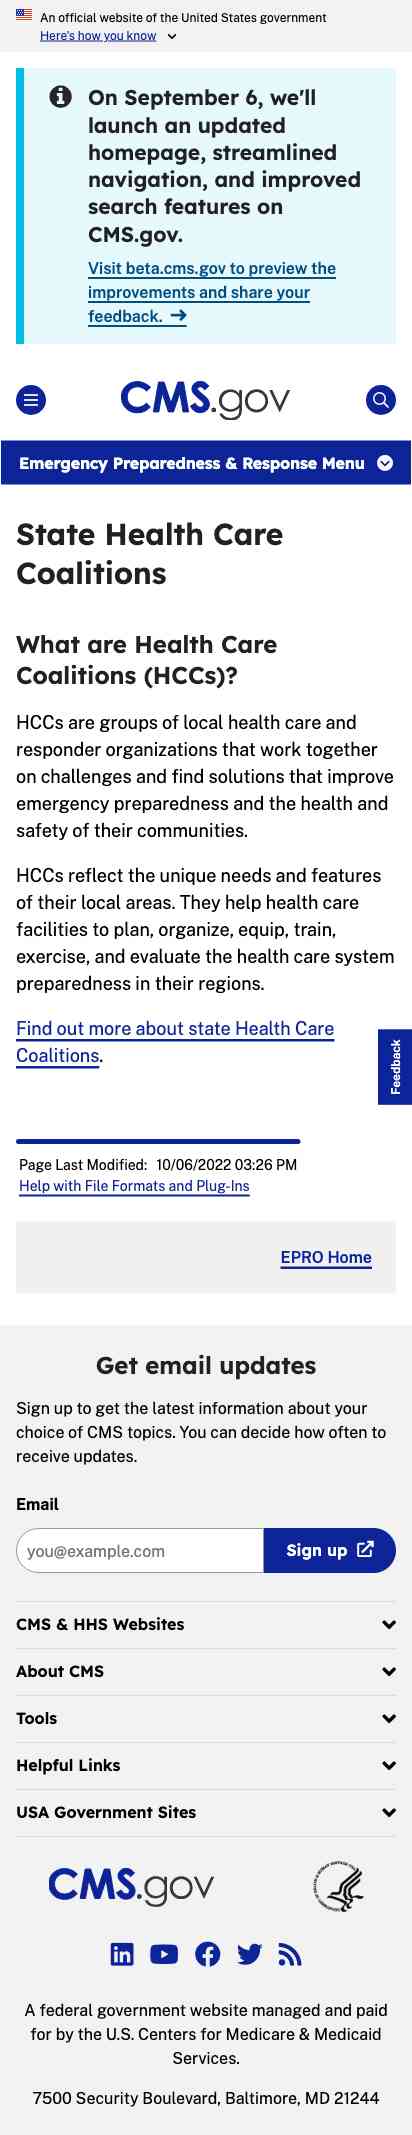 An official website of the United States government
Here's how you know
On September 6, we'll
launch an updated
homepage, streamlined
navigation, and improved
search features on
CMS.gov.
Visit beta.cms.gov to preview the
improvements and share your
feedback. →
CMS.gov
Emergency Preparedness & Response Menu
State Health Care
Coalitions
What are Health Care
Coalitions (HCCs)?
HCCs are groups of local health care and
responder organizations that work together
on challenges and find solutions that improve
emergency preparedness and the health and
safety of their communities.
HCCs reflect the unique needs and features
of their local areas. They help health care
facilities to plan, organize, equip, train,
exercise, and evaluate the health care system
preparedness in their regions.
Find out more about state Health Care
Coalitions.
Feedback
Page Last Modified: 10/06/2022 03:26 PM
Help with File Formats and Plug-Ins
EPRO Home
Get email updates
Sign up to get the latest information about your
choice of CMS topics. You can decide how often to
receive updates.
Email
you@example.com
Sign up
CMS & HHS Websites
About CMS
Tools
Helpful Links
USA Government Sites
CMS.gov
A federal government website managed and paid
for by the U.S. Centers for Medicare & Medicaid
Services.
7500 Security Boulevard, Baltimore, MD 21244